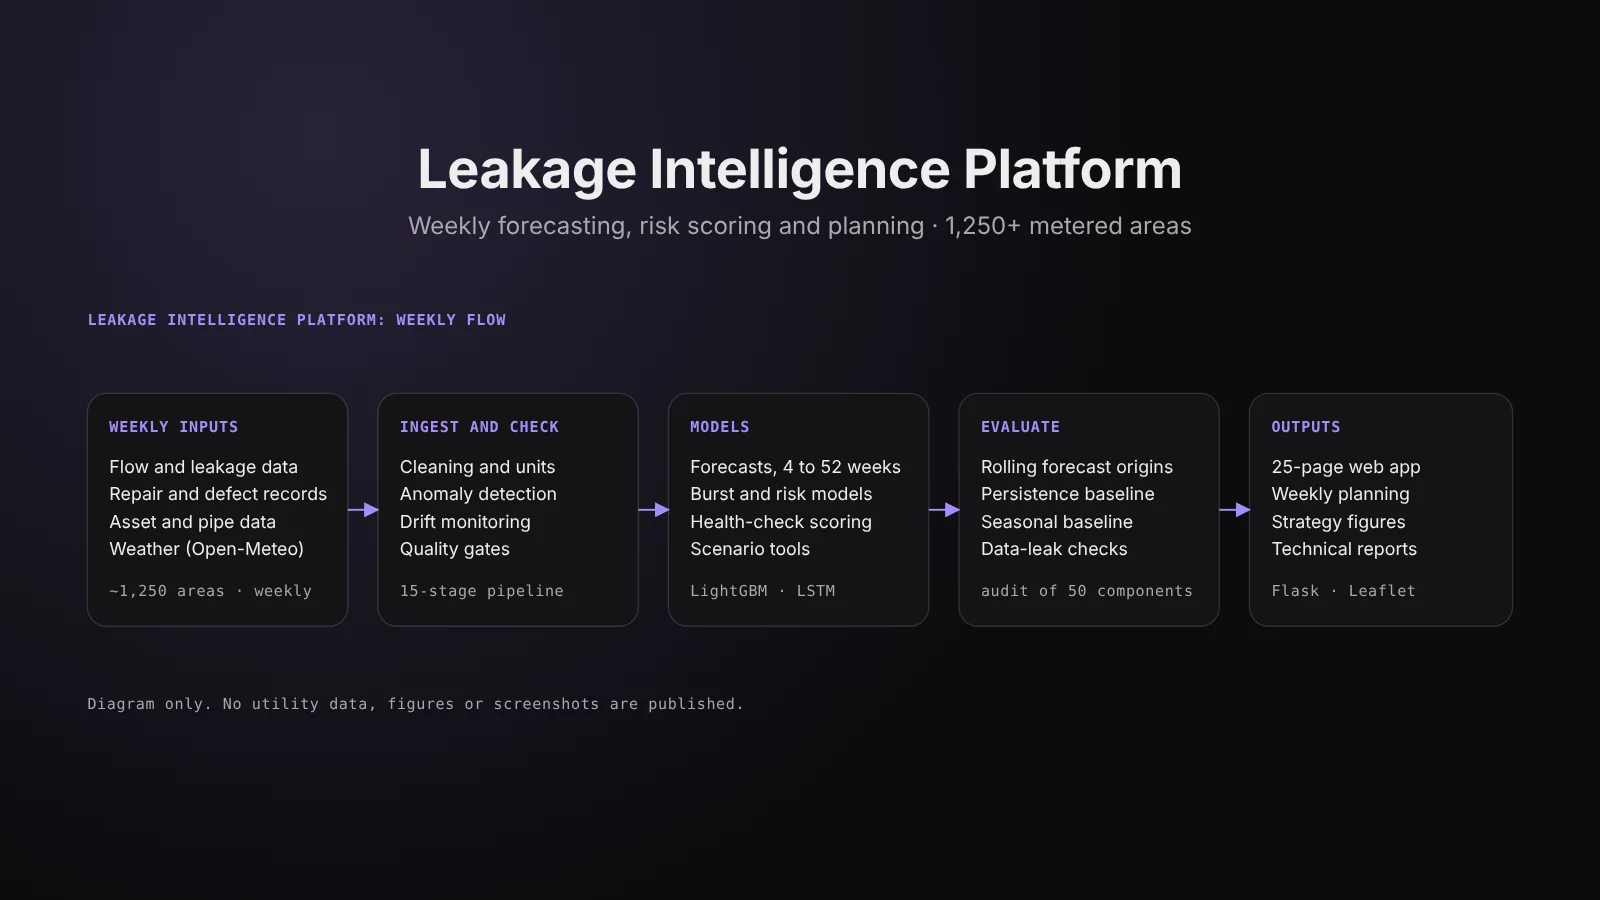 Leakage Intelligence Platform
Weekly forecasting, risk scoring and planning · 1,250+ metered areas
LEAKAGE INTELLIGENCE PLATFORM: WEEKLY FLOW
WEEKLY INPUTS
Flow and leakage data
Repair and defect records
Asset and pipe data
Weather (Open-Meteo)
~1,250 areas · weekly
INGEST AND CHECK
Cleaning and units
Anomaly detection
Drift monitoring
Quality gates
15-stage pipeline
MODELS
Forecasts, 4 to 52 weeks
Burst and risk models
Health-check scoring
Scenario tools
LightGBM · LSTM
EVALUATE
Rolling forecast origins
Persistence baseline
Seasonal baseline
Data-leak checks
audit of 50 components
OUTPUTS
25-page web app
Weekly planning
Strategy figures
Technical reports
Flask · Leaflet
Diagram only. No utility data, figures or screenshots are published.